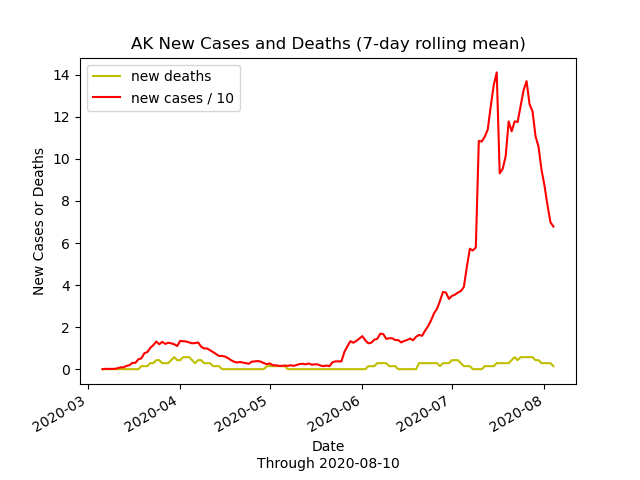 AK New Cases and Deaths (7-day rolling mean)
new deaths
new cases / 10
14
12
10
8
6
4
2
0
New Cases or Deaths
2020-03
2020-04
2020-05
2020-06
2020-07
2020-08
Date
Through 2020-08-10